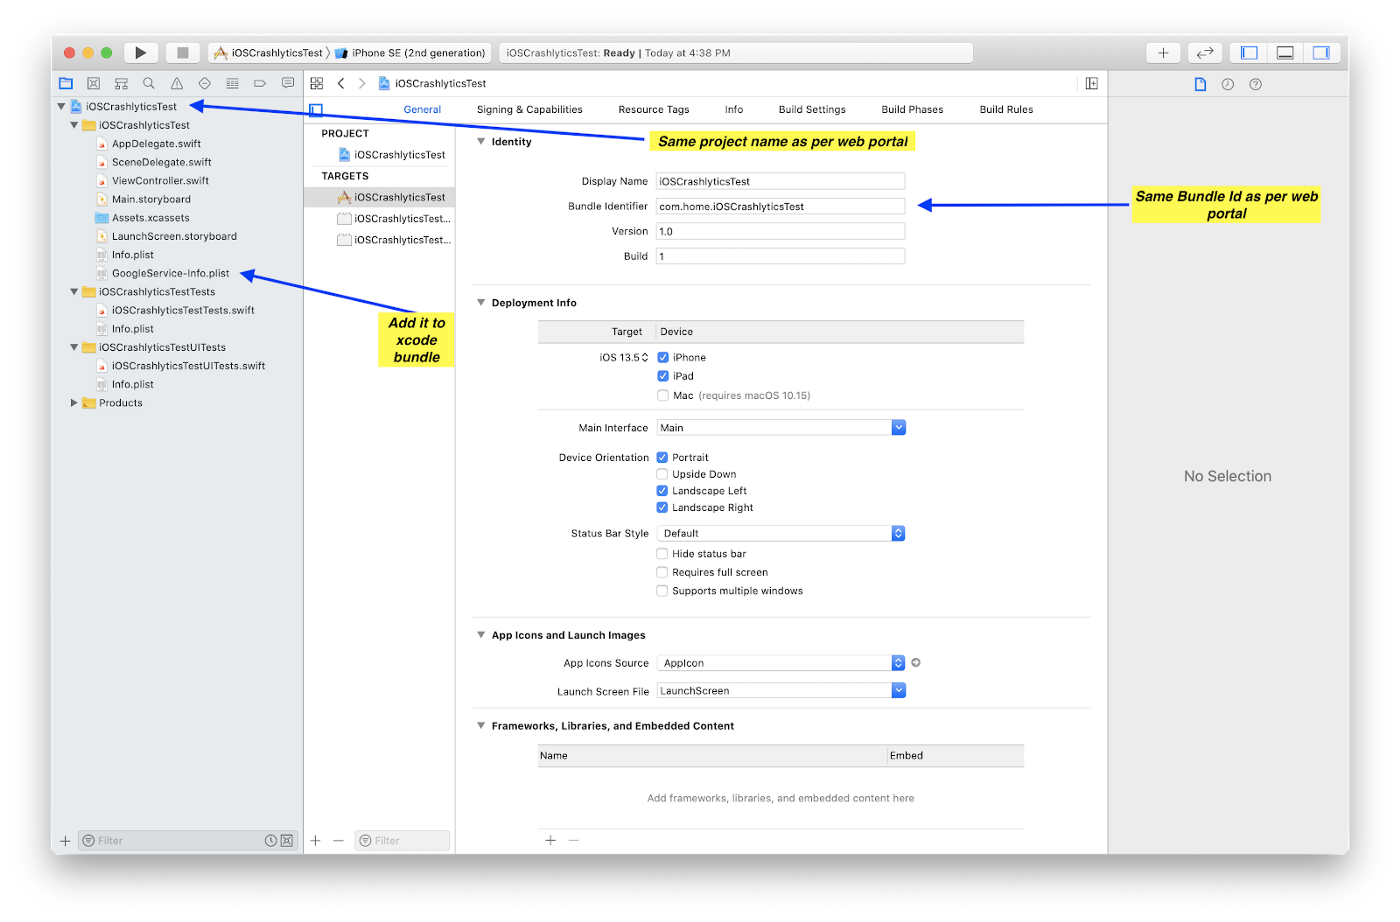 iOSCrashlyticsTest
iPhone SE (2nd generation)
iOSCrashlyticsTest: Ready | Today at 4:38 PM
iOSCrashlyticsTest
iOSCrashlyticsTest
AppDelegate.swift
SceneDelegate.swift
ViewController.swift
Main.storyboard
Assets.xcassets
LaunchScreen.storyboard
Info.plist
GoogleService-Info.plist
iOSCrashlyticsTestTests
iOSCrashlyticsTestTests.swift
Info.plist
iOSCrashlyticsTestUITests
iOSCrashlyticsTestUITests.swift
Info.plist
Products
Filter
Add it to
xcode
bundle
iOSCrashlyticsTest
General Signing & Capabilities Resource Tags Info Build Settings Build Phases Build Rules
PROJECT
iOSCrashlyticsTest
TARGETS
iOSCrashlyticsTest
iOSCrashlyticsTest...
iOSCrashlyticsTest...
Filter
Same project name as per web portal
Identity
Display Name iOSCrashlyticsTest
Bundle Identifier com.home.iOSCrashlyticsTest
Version 1.0
Build 1
Same Bundle Id as per web
portal
Deployment Info
Target Device
iOS 13.5 iPhone
iPad
Mac (requires macOS 10.15)
Main Interface Main
Device Orientation Portrait
Upside Down
Landscape Left
Landscape Right
Status Bar Style Default
Hide status bar
Requires full screen
Supports multiple windows
App Icons and Launch Images
App Icons Source AppIcon
Launch Screen File LaunchScreen
Frameworks, Libraries, and Embedded Content
Name Embed
Add frameworks, libraries, and embedded content here
No Selection